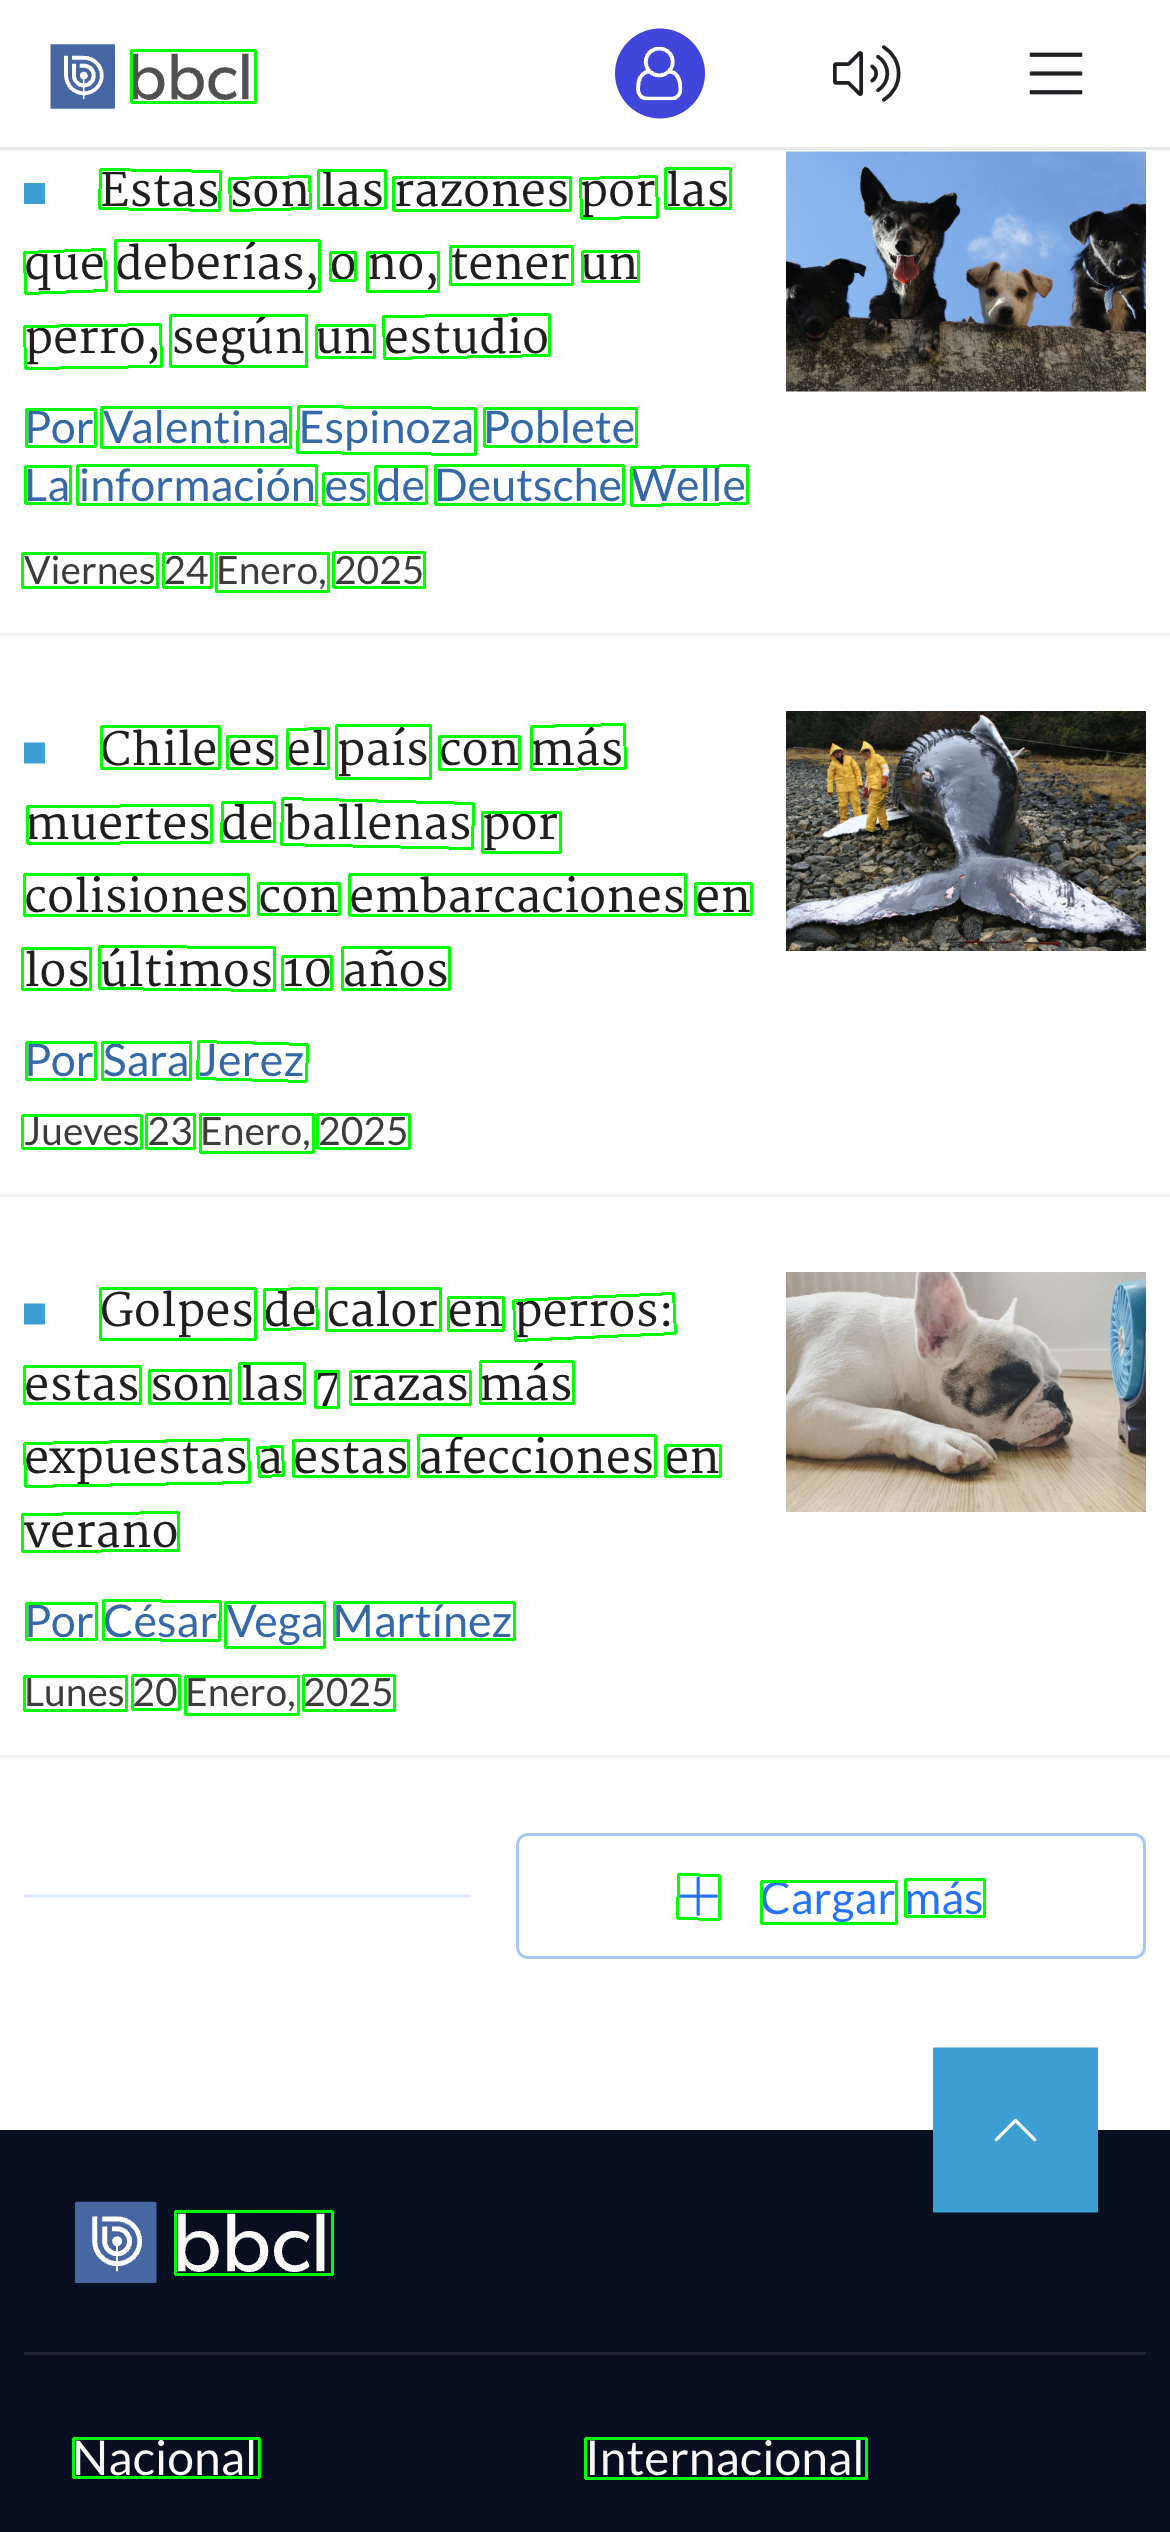 bbcl
Estas son las razones por las
que deberías, o no, tener un
perro, según un estudio
Por Valentina Espinoza Poblete
La información es de Deutsche Welle
Viernes 24 Enero, 2025
Chile es el país con más
muertes de ballenas por
colisiones con embarcaciones en
los últimos 10 años
Por Sara Jerez
Jueves 23 Enero, 2025
Golpes de calor en perros:
estas son las 7 razas más
expuestas a estas afecciones en
verano
Por César Vega Martínez
Lunes 20 Enero, 2025
Cargar más
bbcl
Nacional Internacional